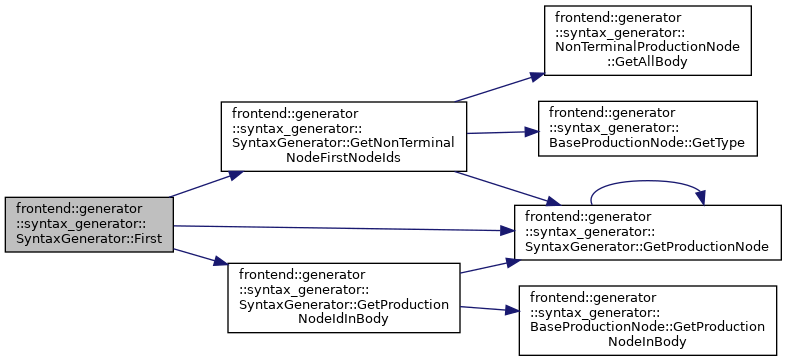 frontend::generator
::syntax_generator::
NonTerminalProductionNode
::GetAllBody
frontend::generator
::syntax_generator::
SyntaxGenerator::GetNonTerminal
NodeFirstNodeIds
frontend::generator
::syntax_generator::
BaseProductionNode::GetType
frontend::generator
::syntax_generator::
SyntaxGenerator::First
frontend::generator
::syntax_generator::
SyntaxGenerator::GetProductionNode
frontend::generator
::syntax_generator::
SyntaxGenerator::GetProduction
NodeIdInBody
frontend::generator
::syntax_generator::
BaseProductionNode::GetProduction
NodeInBody